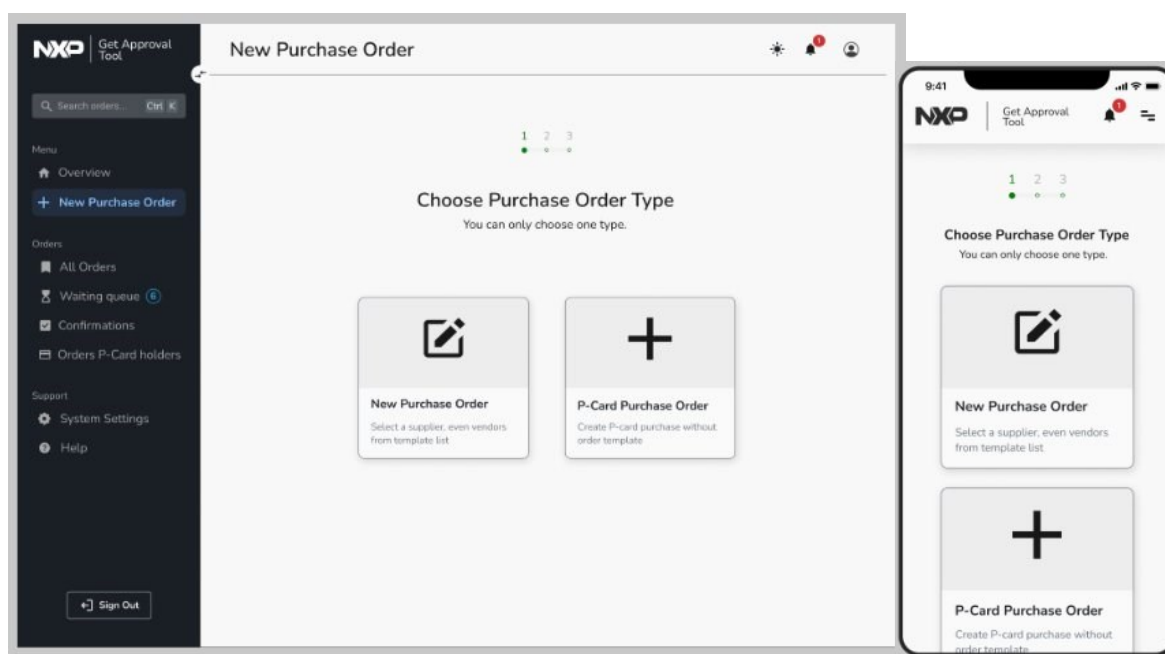 NXP
Get Approval
Tool
Search orders...
Ctrl K
Menu
Overview
New Purchase Order
Orders
All Orders
Waiting queue 6
Confirmations
Orders P-Card holders
Support
System Settings
Help
Sign Out
New Purchase Order
1
1 2 3
Choose Purchase Order Type
You can only choose one type.
New Purchase Order
Select a supplier, even vendors
from template list
P-Card Purchase Order
Create P-card purchase without
order template
9:41
NXP
Get Approval
Tool
1
1 2 3
Choose Purchase Order Type
You can only choose one type.
New Purchase Order
Select a supplier, even vendors
from template list
P-Card Purchase Order
Create P-card purchase without
order template